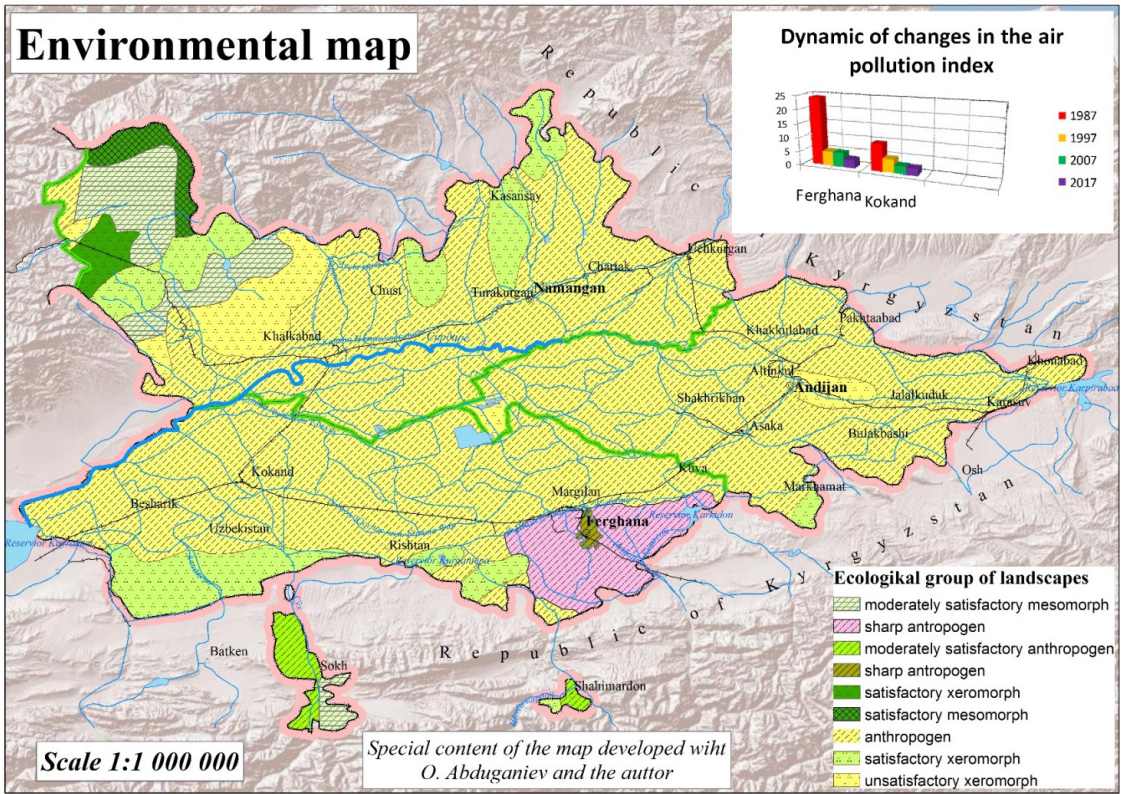 Environmental map
Dynamic of changes in the air
pollution index
25
20
15
10
5
0
Ferghana Kokand
1987
1997
2007
2017
Republic
Kyrgyzstan
Kasansay
Uchkurgan
Chartak
Chust
Turakurgan
Namangan
Khalkabad
Pakhtaabad
Khakkulabad
Khonabad
Altinkul
Andijan
Shakhrikhan
Jalalkuduk
Karasuv
Asaka
Bulakbashi
Kokand
Kuva
Osh
Markhamat
Besharik
Margilan
Uzbekistan
Ferghana
Reservior Karkidon
Rishtan
Republic of Kyrgyzstan
Batken
Sokh
Shahimardon
Ecologikal group of landscapes
moderately satisfactory mesomorph
sharp antropogen
moderately satisfactory anthropogen
sharp antropogen
satisfactory xeromorph
satisfactory mesomorph
anthropogen
satisfactory xeromorph
unsatisfactory xeromorph
Scale 1:1 000 000
Special content of the map developed wiht
O. Abduganiev and the auttor